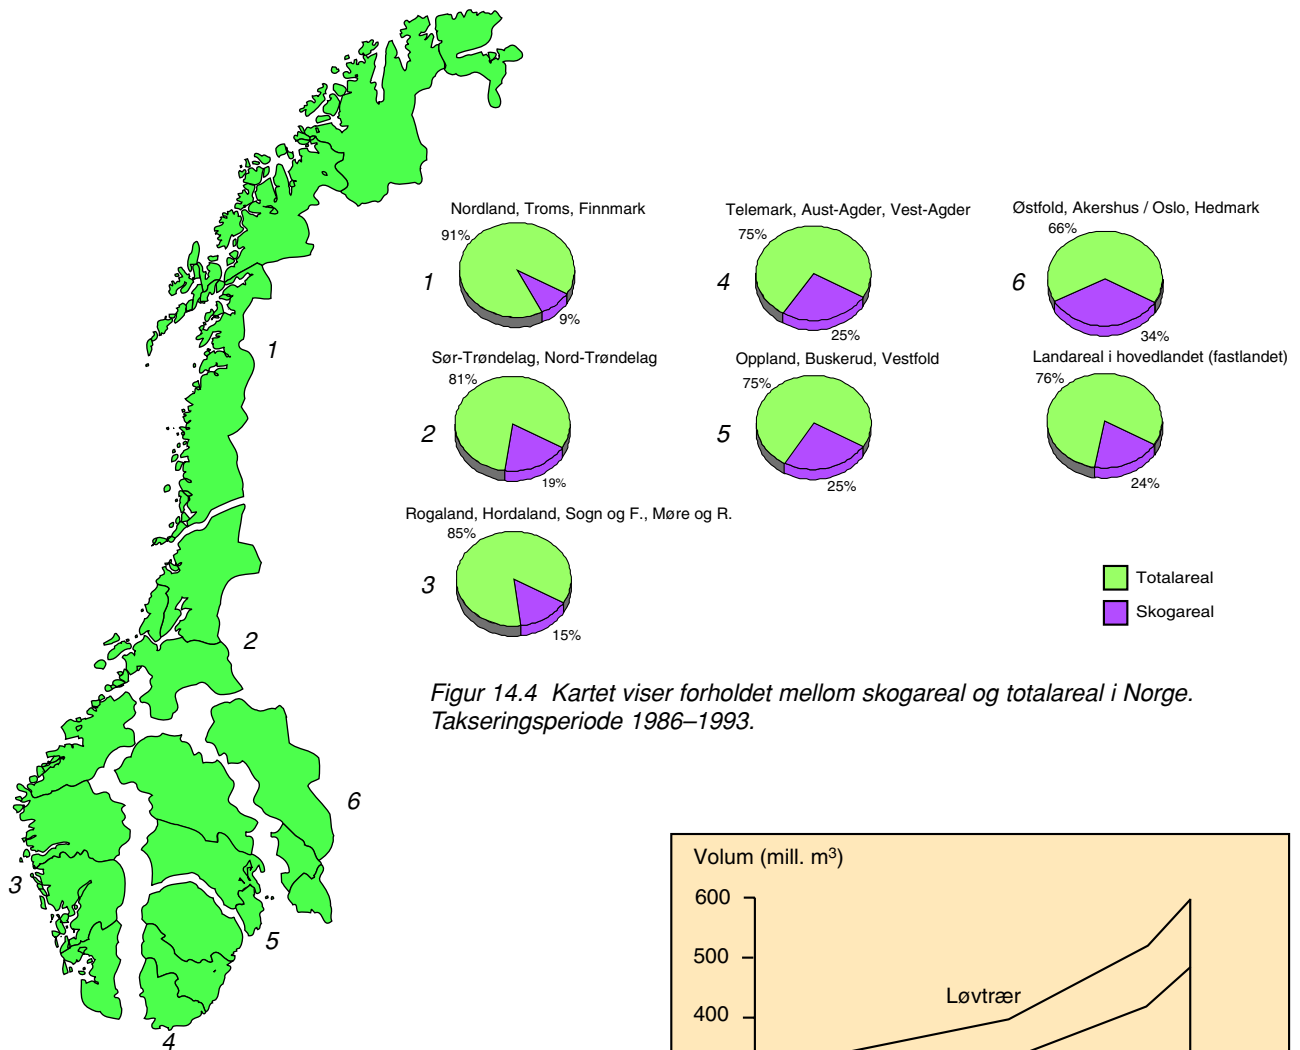 Nordland, Troms, Finnmark
91%
1
9%
Telemark, Aust-Agder, Vest-Agder
75%
4
25%
Østfold, Akershus / Oslo, Hedmark
66%
6
34%
Sør-Trøndelag, Nord-Trøndelag
81%
2
19%
Oppland, Buskerud, Vestfold
75%
5
25%
Landareal i hovedlandet (fastlandet)
76%
24%
Rogaland, Hordaland, Sogn og F., Møre og R.
85%
3
15%
Totalareal
Skogareal
1
2
3
4
5
6
Figur 14.4 Kartet viser forholdet mellom skogareal og totalareal i Norge.
Takseringsperiode 1986–1993.
Volum (mill. m³)
600
500
400
Løvtrær